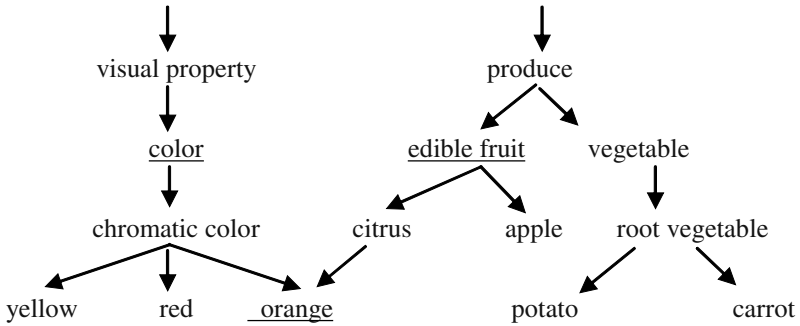 visual property produce
color edible fruit vegetable
chromatic color citrus apple root vegetable
yellow red orange potato carrot